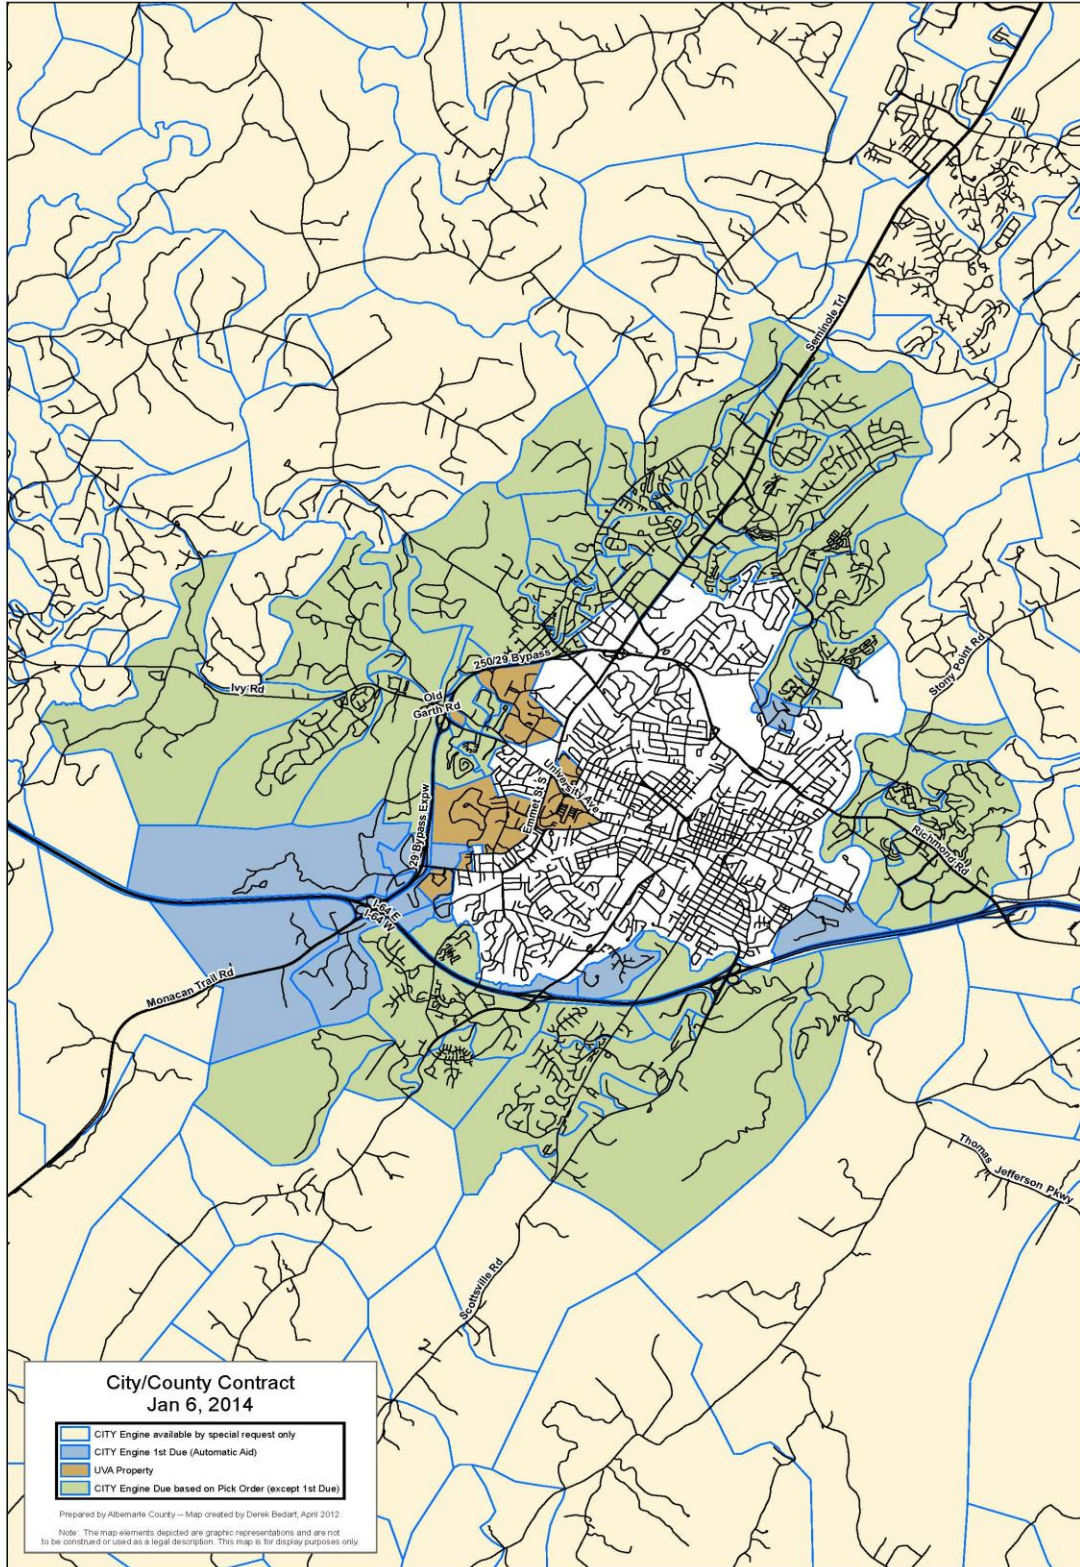 Seminole Trl
Stony Point Rd
250/29 Bypass
Ivy Rd
Old
Garth Rd
University Ave
Emmet St S
29 Bypass Expw
Richmond Rd
I-64 E
I-64 W
Monacan Trail Rd
Thomas
Jefferson Pkwy
Scottsville Rd
City/County Contract
Jan 6, 2014
CITY Engine available by special request only
CITY Engine 1st Due (Automatic Aid)
UVA Property
CITY Engine Due based on Pick Order (except 1st Due)
Prepared by Albemarle County -- Map created by Derek Bedarf, April 2012.
Note: The map elements depicted are graphic representations and are not
to be construed or used as a legal description. This map is for display purposes only.